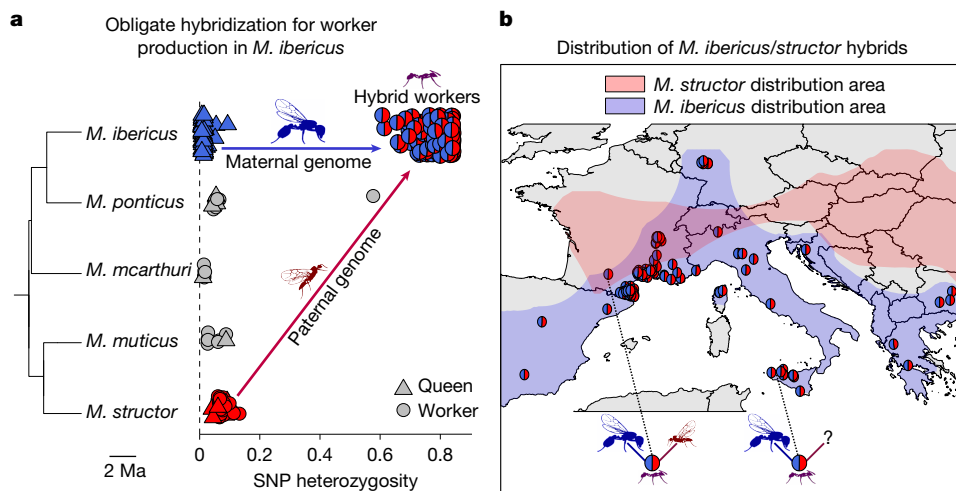 a
Obligate hybridization for worker
production in M. ibericus
Hybrid workers
M. ibericus
Maternal genome
M. ponticus
M. mcarthuri
Paternal genome
M. muticus
Queen
Worker
M. structor
2 Ma
0
0.2
0.4
0.6
0.8
SNP heterozygosity
b
Distribution of M. ibericus/structor hybrids
M. structor distribution area
M. ibericus distribution area
?